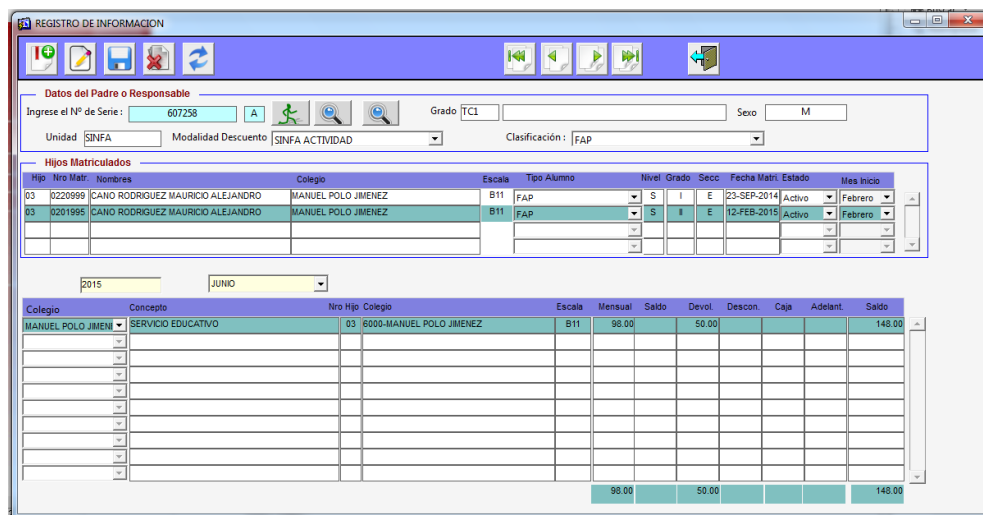 REGISTRO DE INFORMACION
Datos del Padre o Responsable
Ingrese el Nº de Serie : 607258 A Grado TC1 Sexo M
Unidad SINFA Modalidad Descuento SINFA ACTIVIDAD Clasificación : FAP
Hijos Matriculados
Hijo Nro Matr. Nombres Colegio Escala Tipo Alumno Nivel Grado Secc Fecha Matri. Estado Mes Inicio
03 0220999 CANO RODRIGUEZ MAURICIO ALEJANDRO MANUEL POLO JIMENEZ B11 FAP S I E 23-SEP-2014 Activo Febrero
03 0201995 CANO RODRIGUEZ MAURICIO ALEJANDRO MANUEL POLO JIMENEZ B11 FAP S II E 12-FEB-2015 Activo Febrero
2015 JUNIO
Colegio Concepto Nro Hijo Colegio Escala Mensual Saldo Devol. Descon. Caja Adelant. Saldo
MANUEL POLO JIMENI SERVICIO EDUCATIVO 03 6000-MANUEL POLO JIMENEZ B11 98.00 50.00 148.00
98.00 50.00 148.00